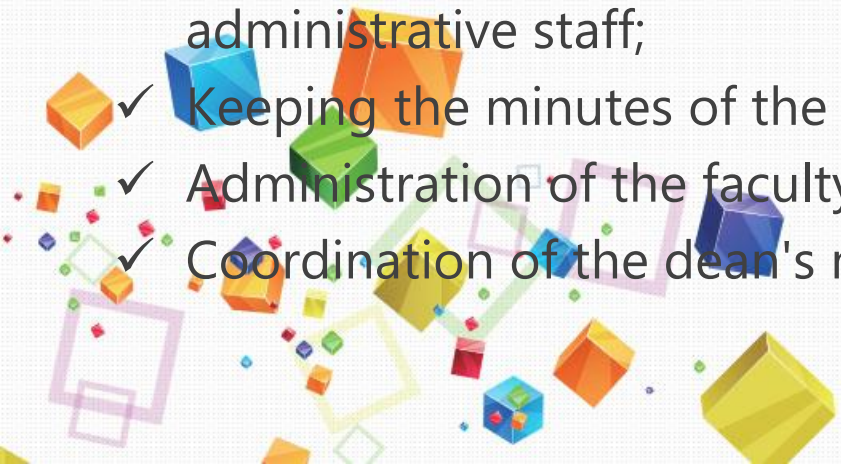 administrative staff;
✓ Keeping the minutes of the
✓ Administration of the faculty
✓ Coordination of the dean's